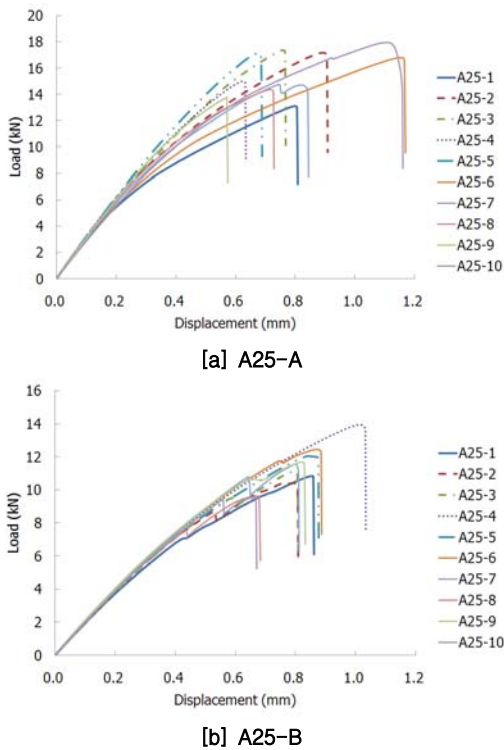 20
18
16
14
12
10
8
6
4
2
0
Load (kN)
0.0 0.2 0.4 0.6 0.8 1.0 1.2
Displacement (mm)
A25-1
A25-2
A25-3
A25-4
A25-5
A25-6
A25-7
A25-8
A25-9
A25-10
[a] A25-A
16
14
12
10
8
6
4
2
0
Load (kN)
0.0 0.2 0.4 0.6 0.8 1.0 1.2
Displacement (mm)
A25-1
A25-2
A25-3
A25-4
A25-5
A25-6
A25-7
A25-8
A25-9
A25-10
[b] A25-B